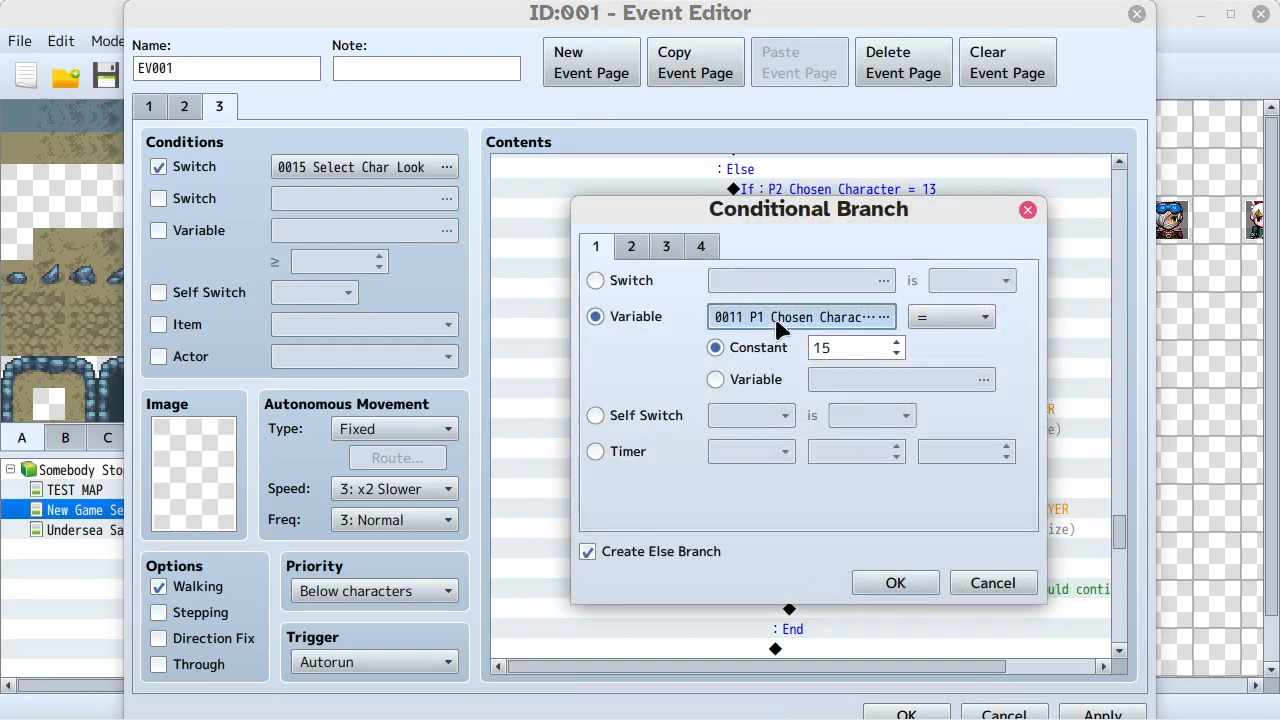 ID:001 - Event Editor
File Edit Mode
Name:
Note:
EV001
New
Event Page
Copy
Event Page
Paste
Event Page
Delete
Event Page
Clear
Event Page
1 2 3
Conditions
Switch 0015 Select Char Look ...
Switch ...
Variable ...
≥
Self Switch
Item
Actor
Image
Autonomous Movement
Type: Fixed
Route...
Speed: 3: x2 Slower
Freq: 3: Normal
Options
Walking
Stepping
Direction Fix
Through
Priority
Below characters
Trigger
Autorun
Contents
: Else
◆If : P2 Chosen Character = 13
ER
e)
YER
ize)
uld conti
◆
: End
◆
Conditional Branch
1 2 3 4
Switch ... is
Variable 0011 P1 Chosen Charac... ... =
Constant 15
Variable ...
Self Switch is
Timer
Create Else Branch
OK Cancel
A B C
Somebody Sto
TEST MAP
New Game Se
Undersea Sa
OK Cancel Apply